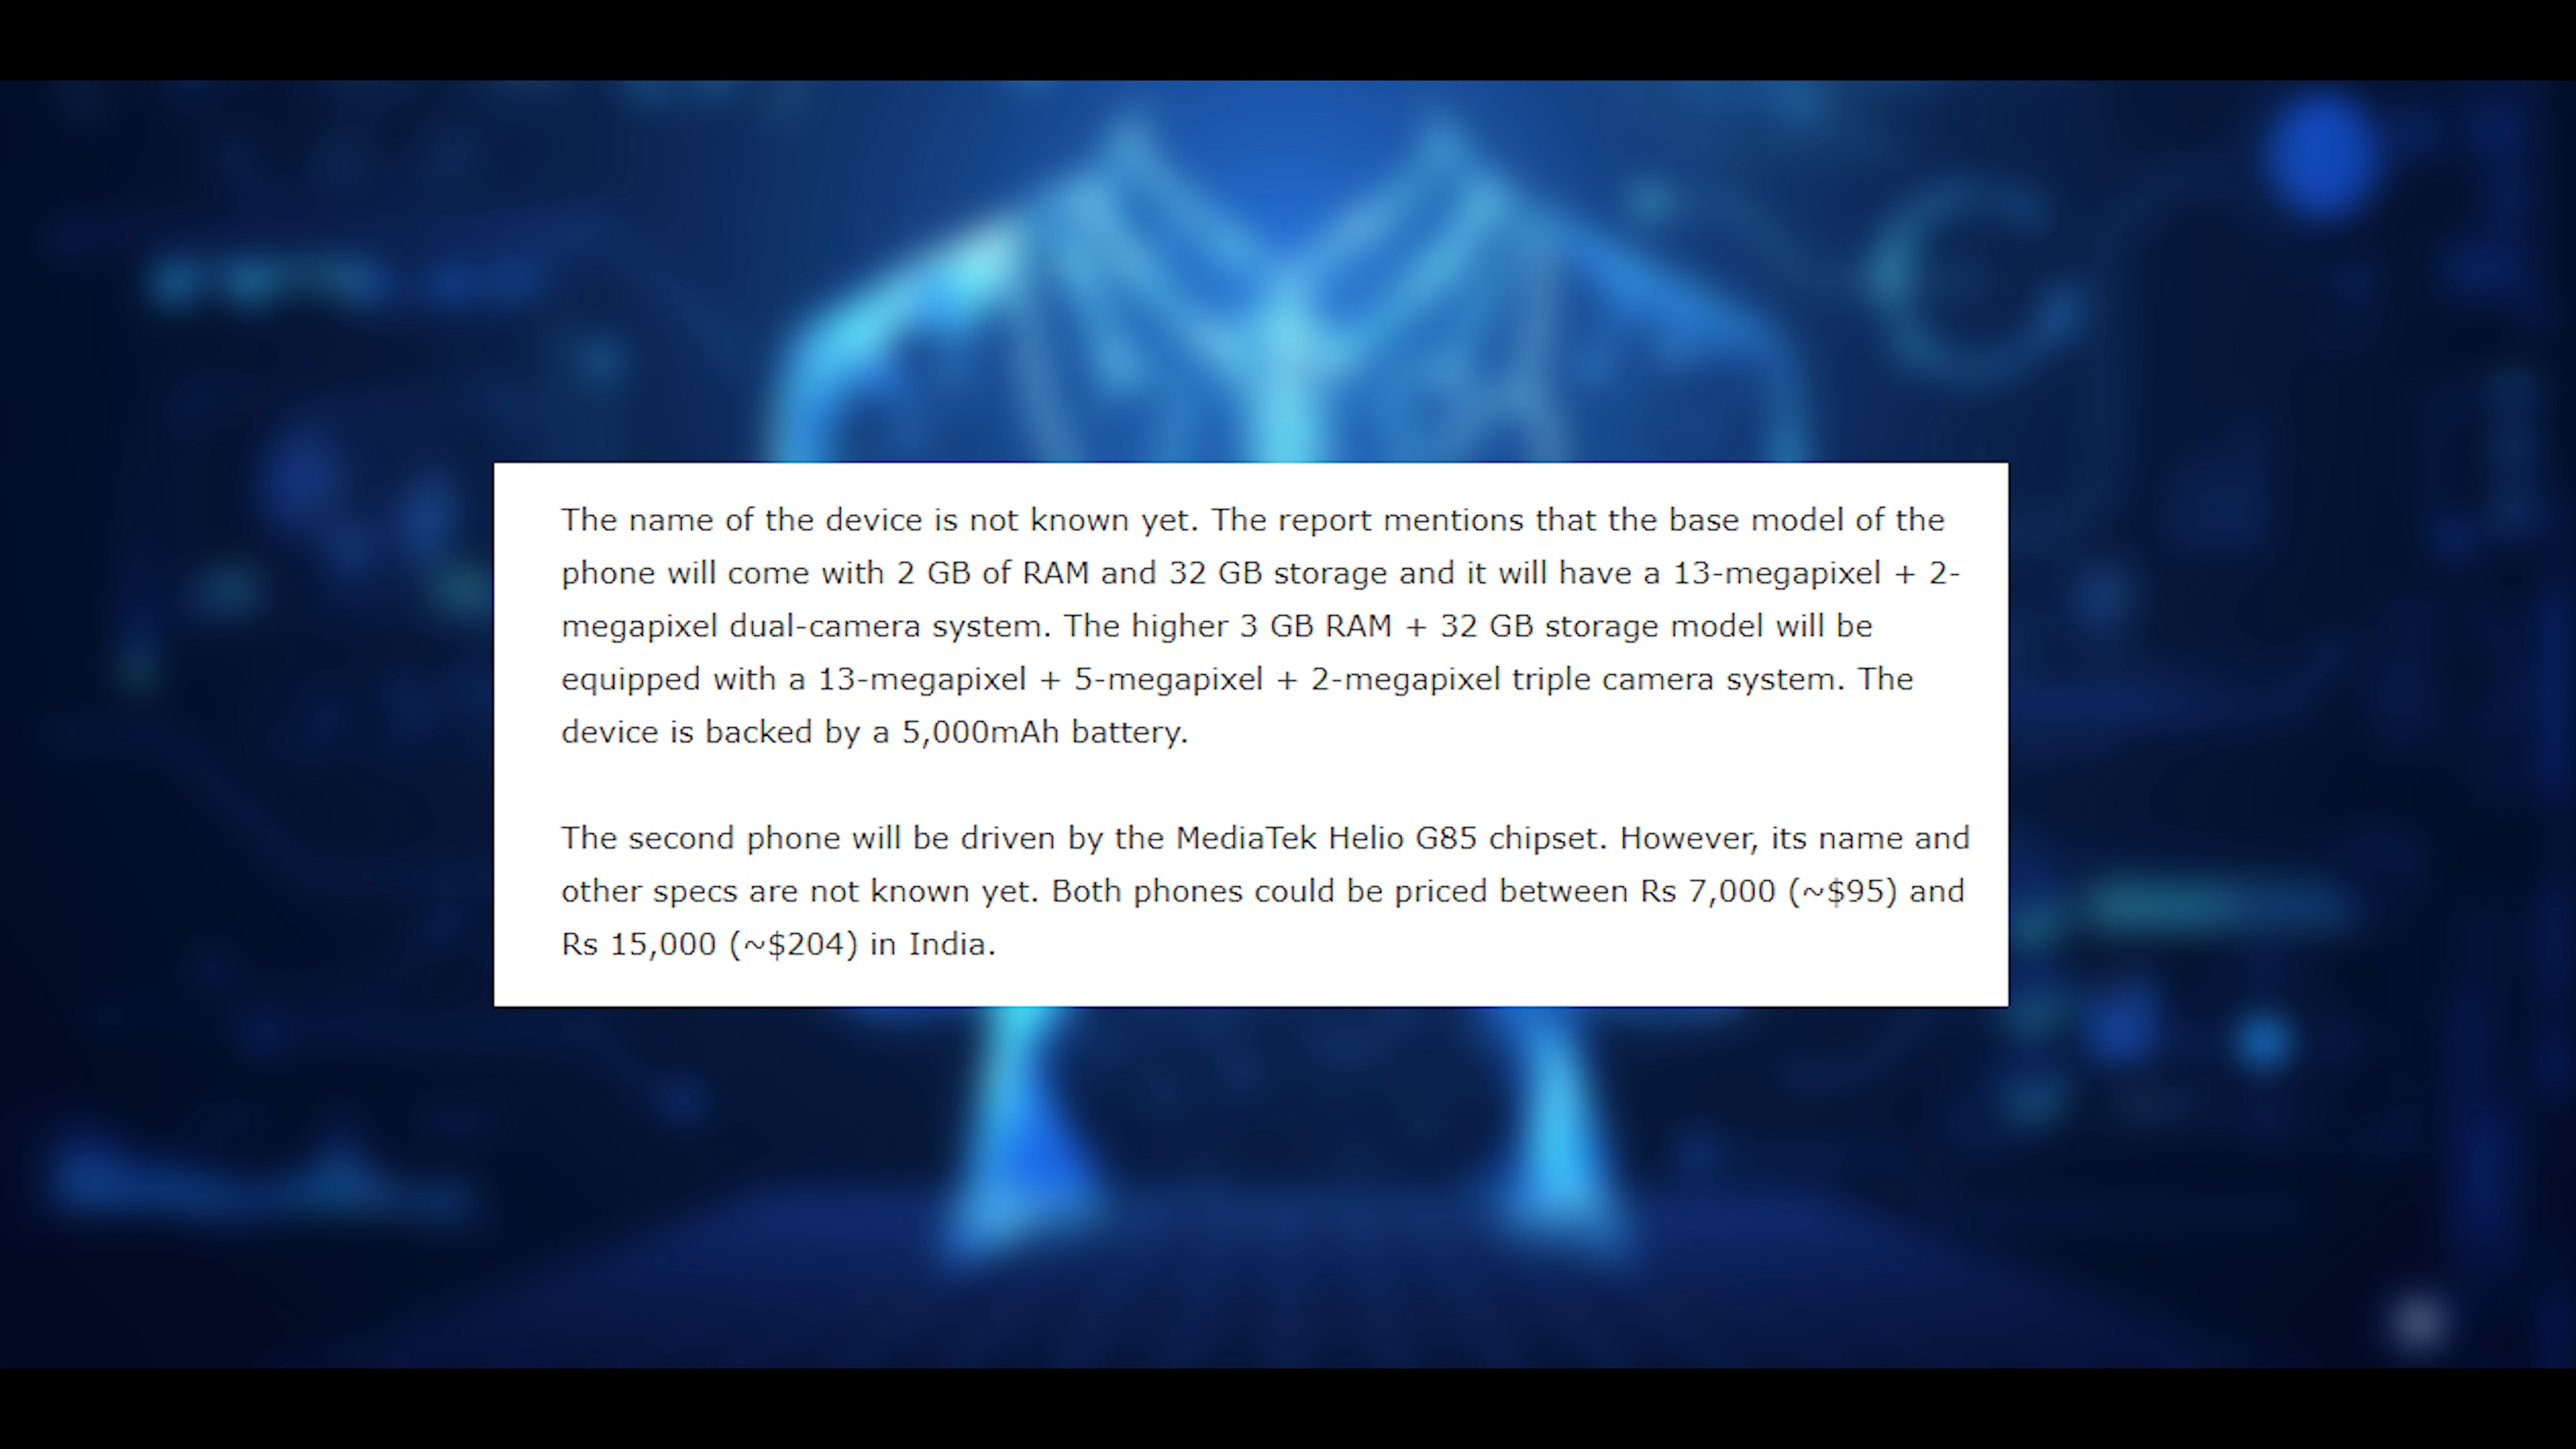 The name of the device is not known yet. The report mentions that the base model of the
phone will come with 2 GB of RAM and 32 GB storage and it will have a 13-megapixel + 2-
megapixel dual-camera system. The higher 3 GB RAM + 32 GB storage model will be
equipped with a 13-megapixel + 5-megapixel + 2-megapixel triple camera system. The
device is backed by a 5,000mAh battery.
The second phone will be driven by the MediaTek Helio G85 chipset. However, its name and
other specs are not known yet. Both phones could be priced between Rs 7,000 (~$95) and
Rs 15,000 (~$204) in India.